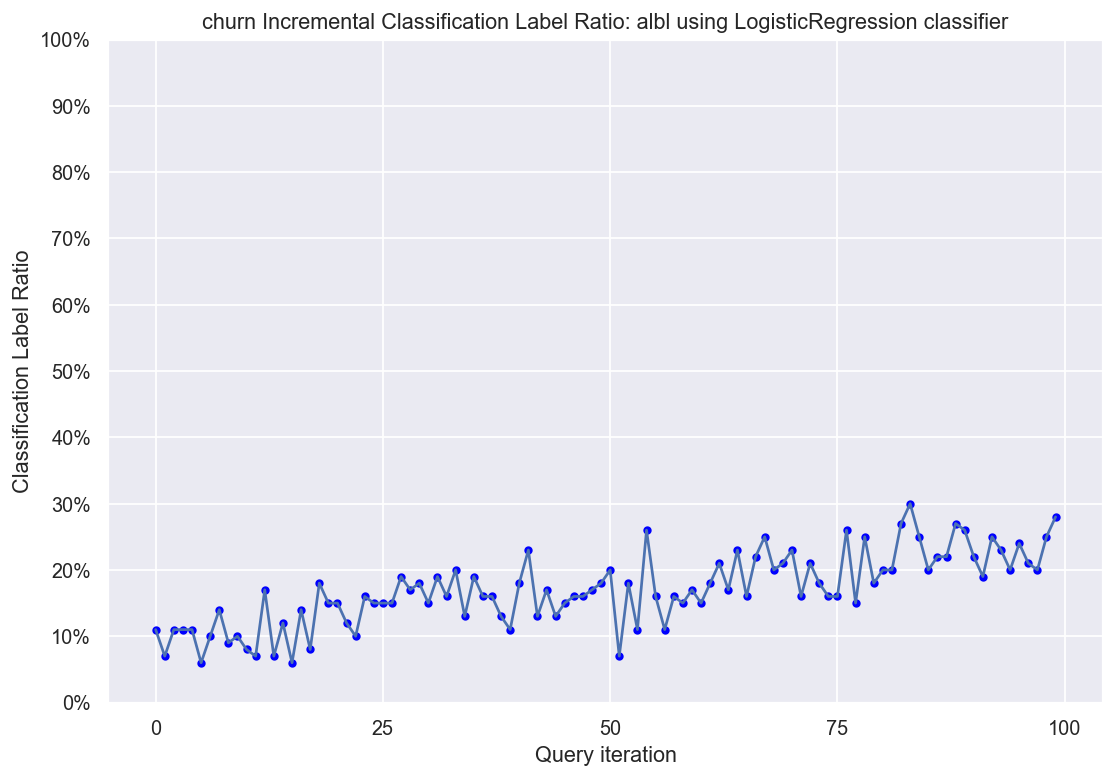 churn Incremental Classification Label Ratio: albl using LogisticRegression classifier
100%
90%
80%
70%
60%
50%
40%
30%
20%
10%
0%
Classification Label Ratio
0 25 50 75 100
Query iteration